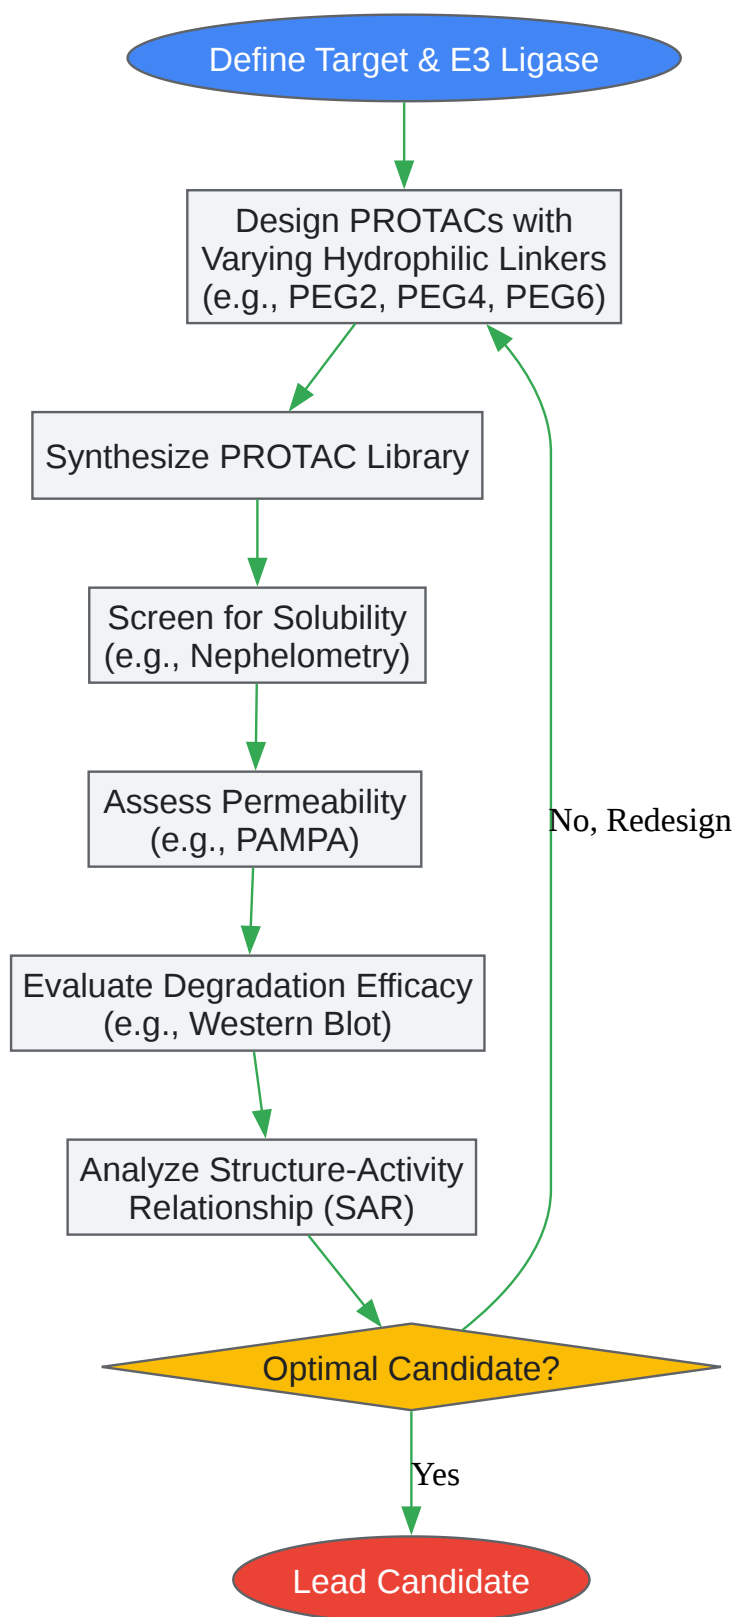 Define Target & E3 Ligase
Design PROTACs with
Varying Hydrophilic Linkers
(e.g., PEG2, PEG4, PEG6)
Synthesize PROTAC Library
Screen for Solubility
(e.g., Nephelometry)
Assess Permeability
(e.g., PAMPA)
No, Redesign
Evaluate Degradation Efficacy
(e.g., Western Blot)
Analyze Structure-Activity
Relationship (SAR)
Optimal Candidate?
Yes
Lead Candidate